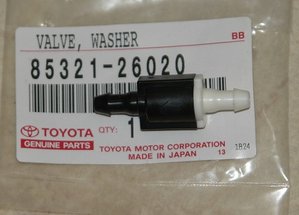 VALVE, WASHER BB
85321-26020
TOYOTA QTY: 1
GENUINE PARTS
TOYOTA MOTOR CORPORATION
MADE IN JAPAN 13 1B24